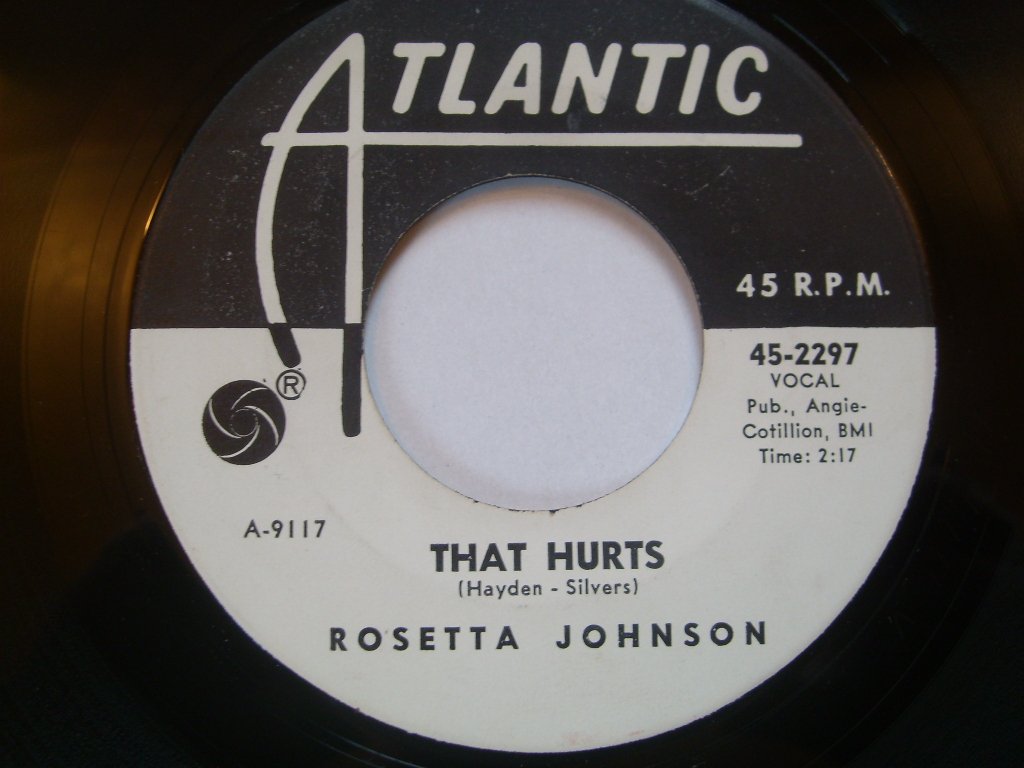 ATLANTIC
45 R.P.M.
45-2297
VOCAL
Pub., Angie-
Cotillion, BMI
Time: 2:17
®
A-9117
THAT HURTS
(Hayden - Silvers)
ROSETTA JOHNSON